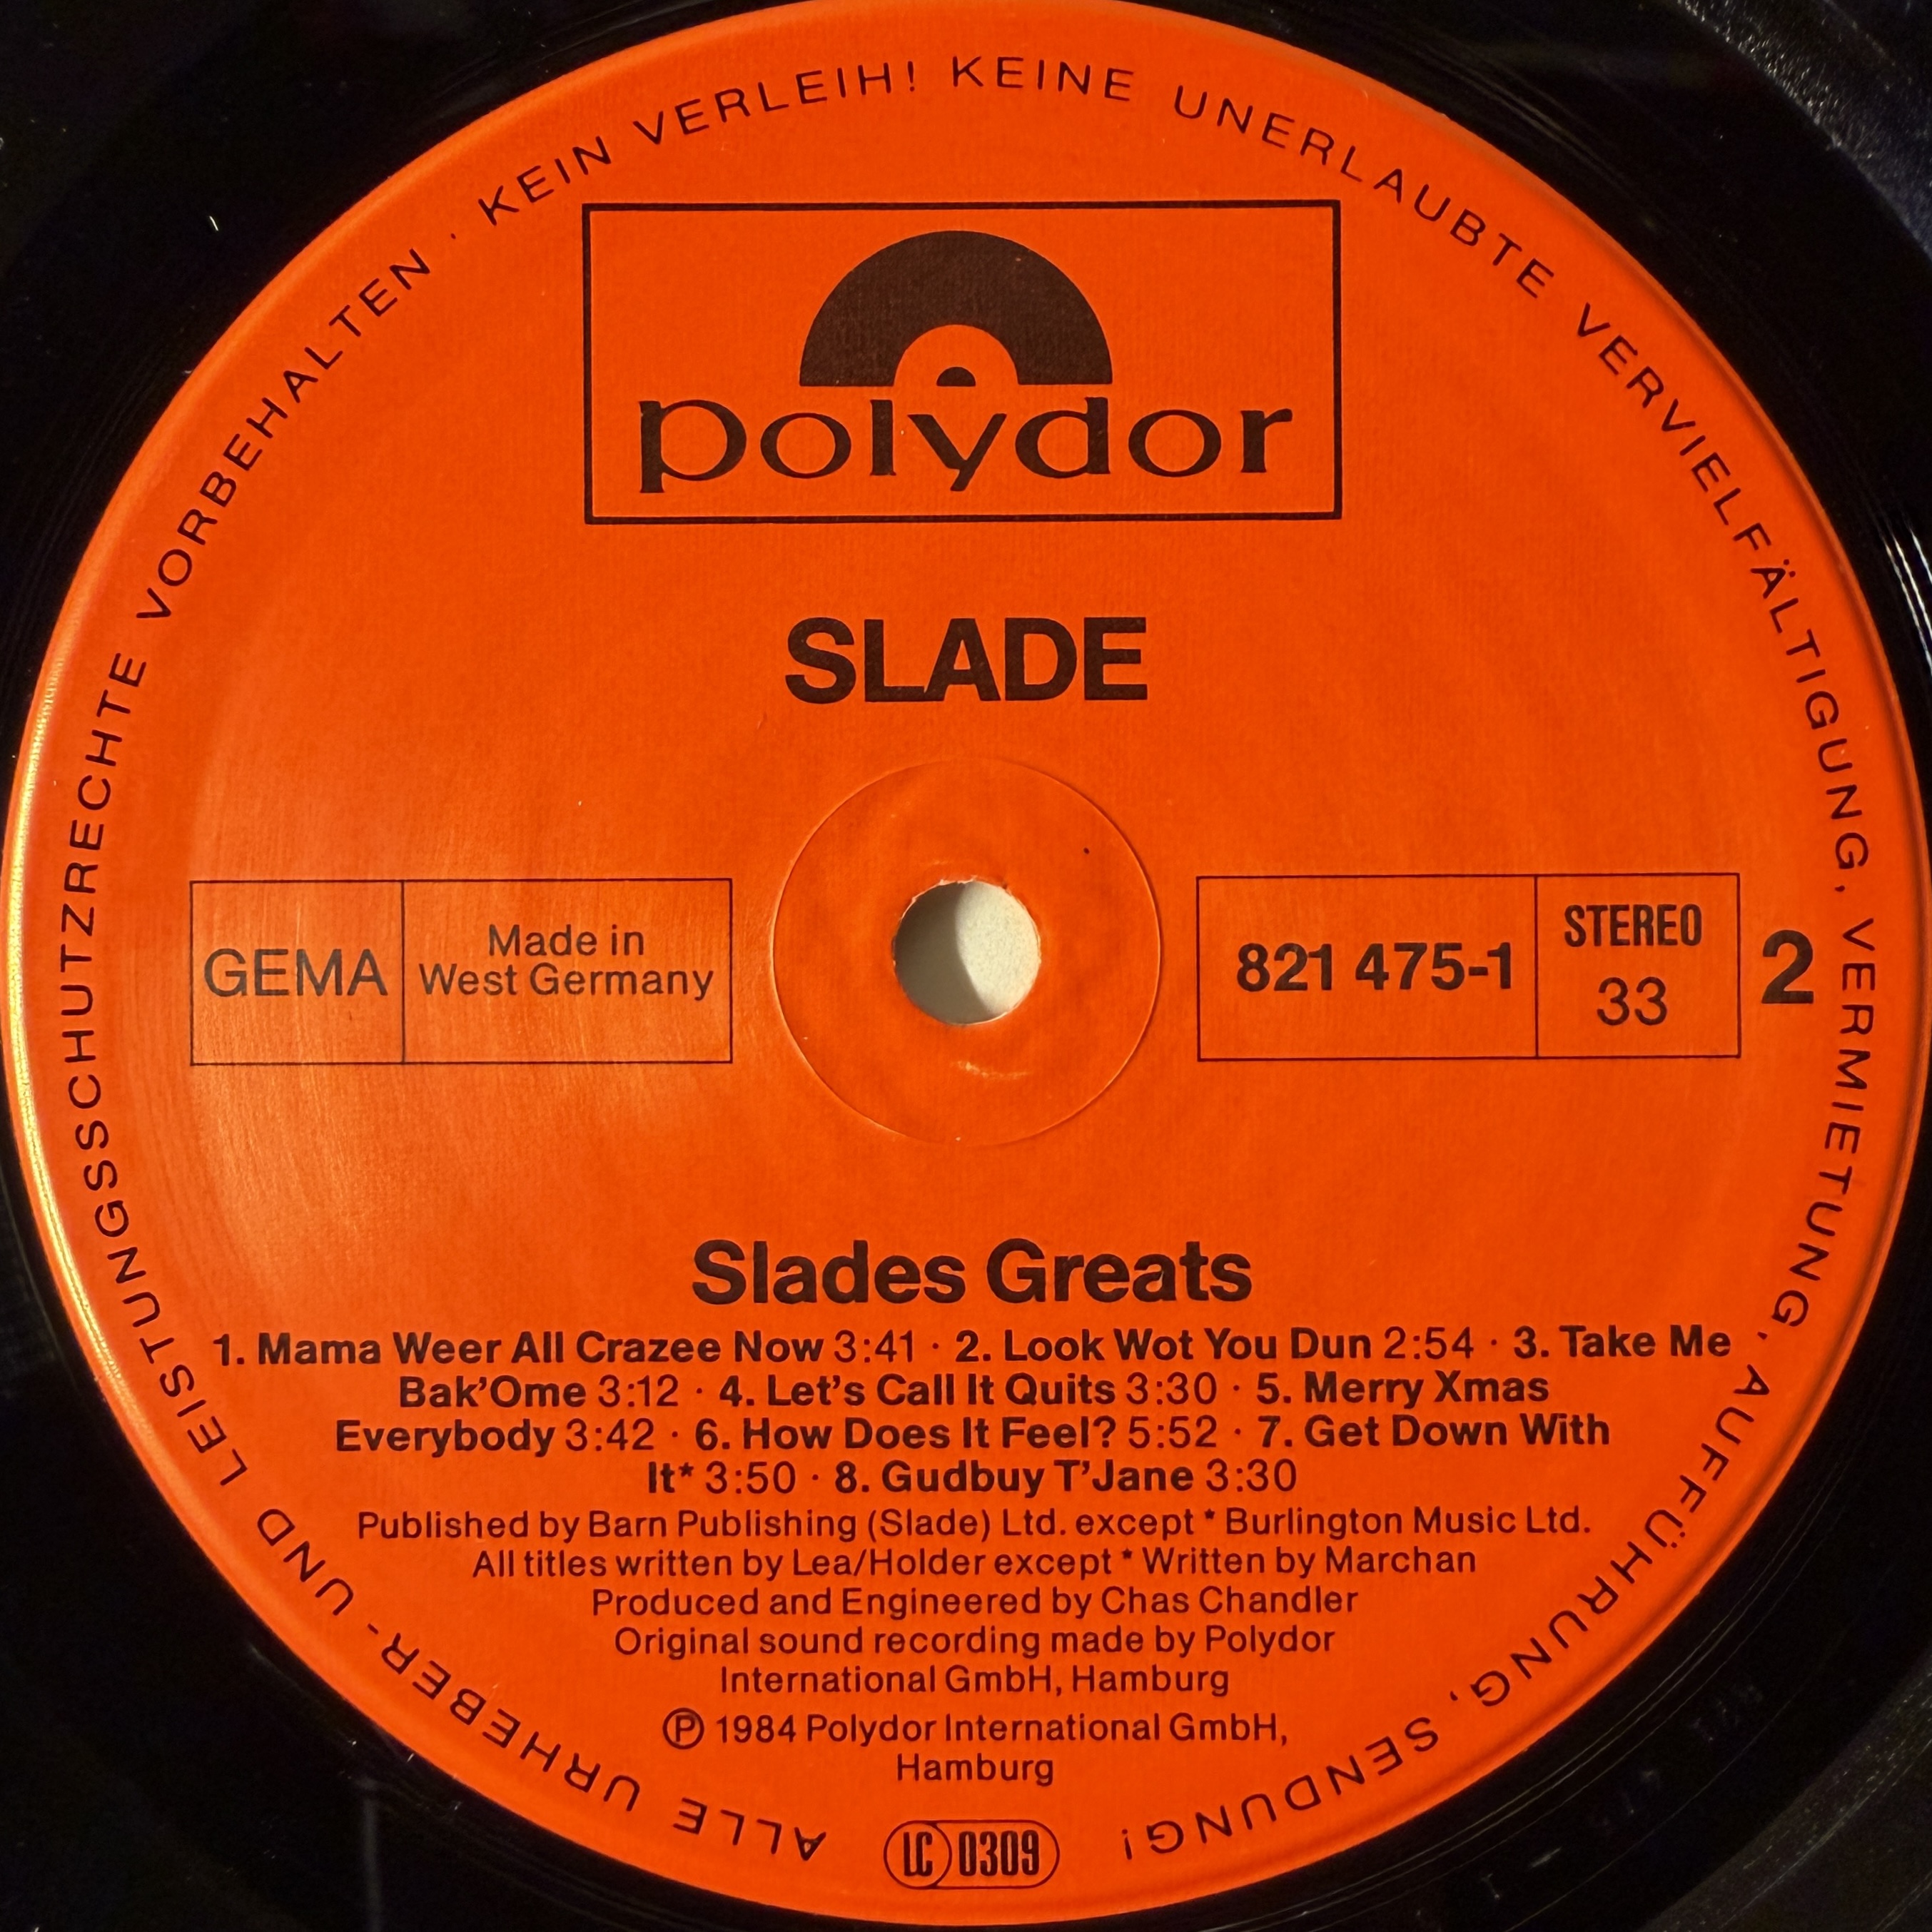 ALLE URHEBER- UND LEISTUNGSSCHUTZRECHTE VORBEHALTEN · KEIN VERLEIH! KEINE UNERLAUBTE VERVIELFÄLTIGUNG, VERMIETUNG, AUFFÜHRUNG, SENDUNG!
polydor
SLADE
GEMA
Made in
West Germany
821 475-1
STEREO
33
2
Slades Greats
1. Mama Weer All Crazee Now 3:41 · 2. Look Wot You Dun 2:54 · 3. Take Me
Bak'Ome 3:12 · 4. Let's Call It Quits 3:30 · 5. Merry Xmas
Everybody 3:42 · 6. How Does It Feel? 5:52 · 7. Get Down With
It* 3:50 · 8. Gudbuy T'Jane 3:30
Published by Barn Publishing (Slade) Ltd. except * Burlington Music Ltd.
All titles written by Lea/Holder except * Written by Marchan
Produced and Engineered by Chas Chandler
Original sound recording made by Polydor
International GmbH, Hamburg
℗ 1984 Polydor International GmbH,
Hamburg
LC 0309